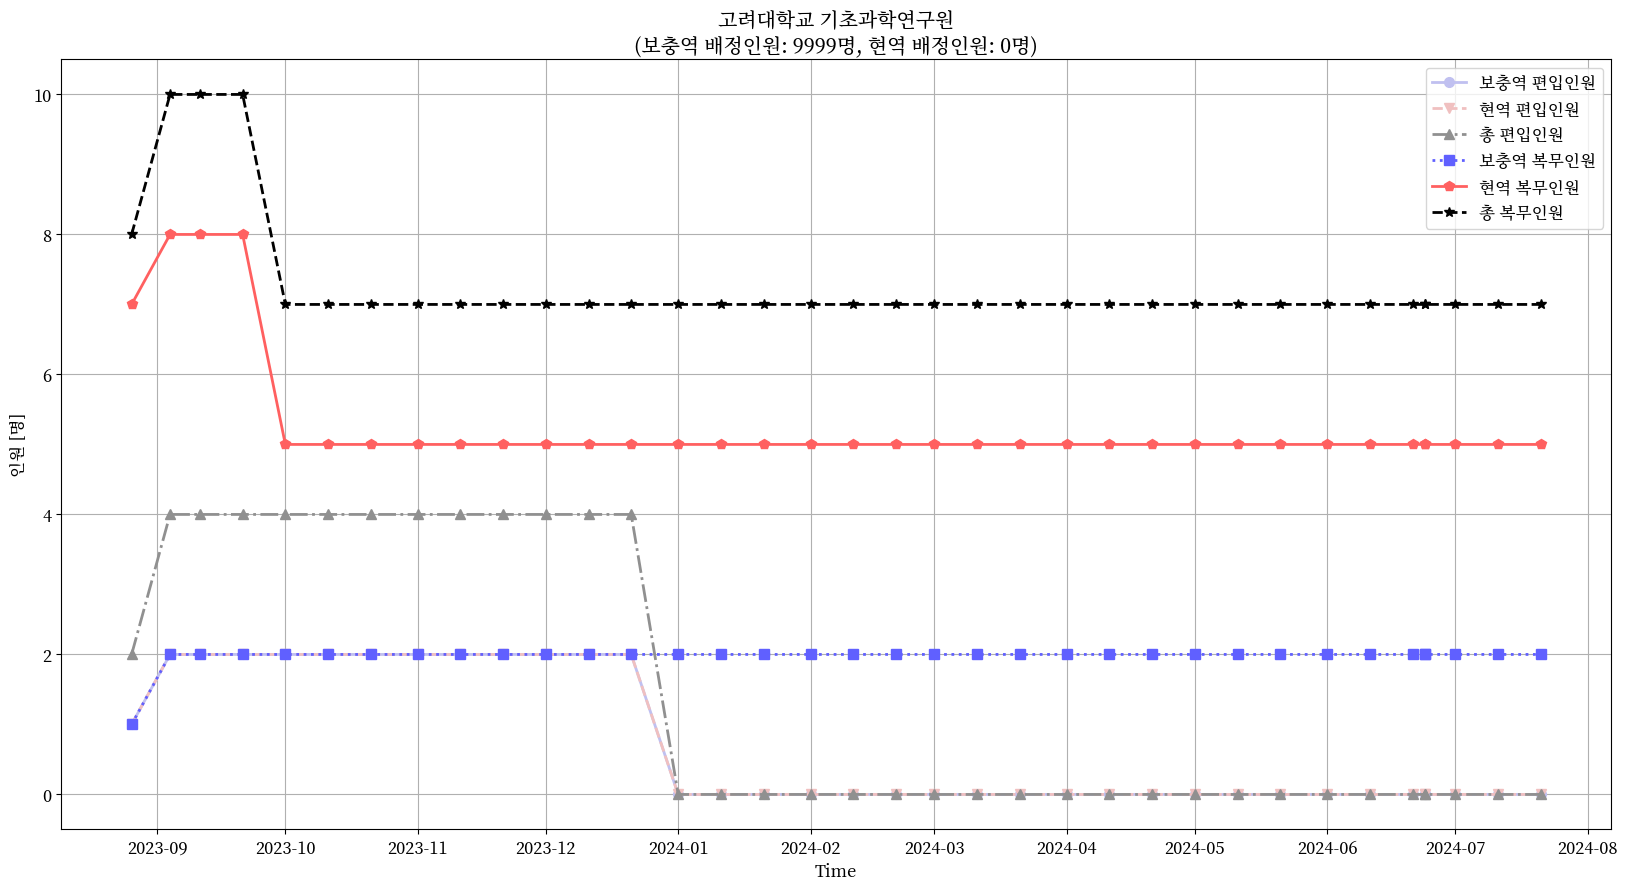 고려대학교 기초과학연구원
(보충역 배정인원: 9999명, 현역 배정인원: 0명)
보충역 편입인원
현역 편입인원
총 편입인원
보충역 복무인원
현역 복무인원
총 복무인원
인원 [명]
10
8
6
4
2
0
2023-09 2023-10 2023-11 2023-12 2024-01 2024-02 2024-03 2024-04 2024-05 2024-06 2024-07 2024-08
Time